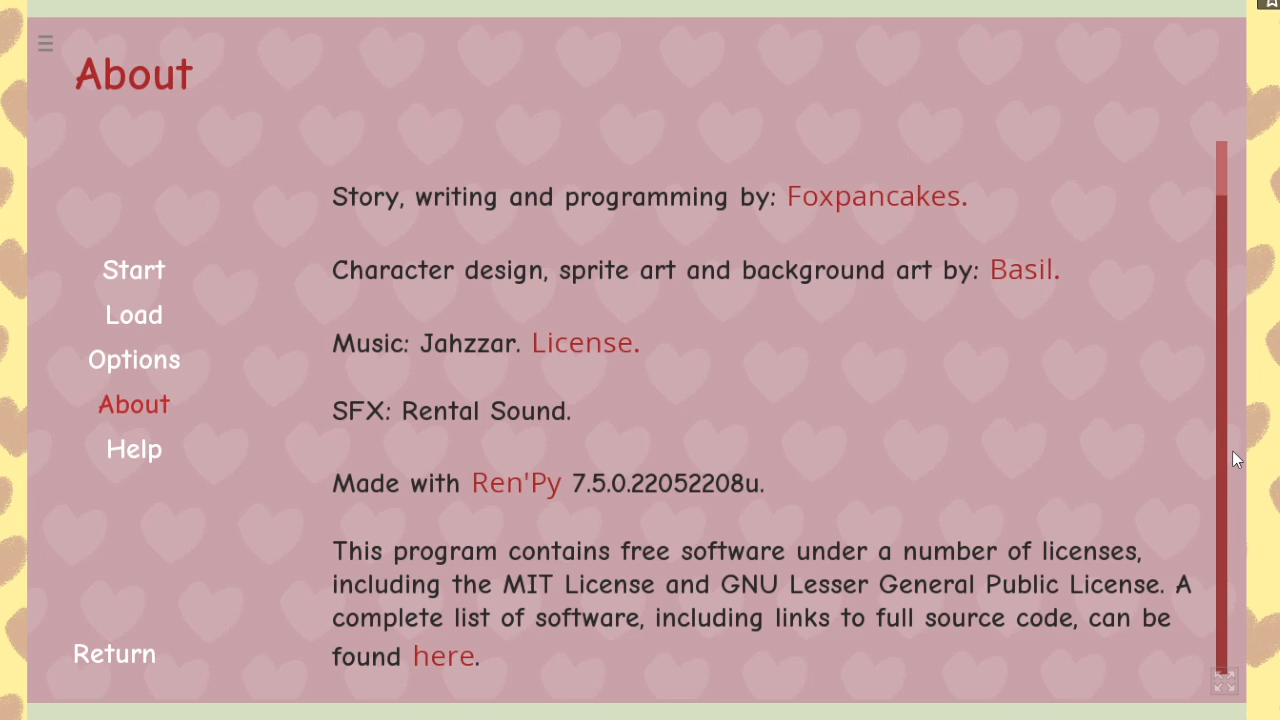 About
Story, writing and programming by: Foxpancakes.
Character design, sprite art and background art by: Basil.
Music: Jahzzar. License.
SFX: Rental Sound.
Made with Ren'Py 7.5.0.22052208u.
This program contains free software under a number of licenses,
including the MIT License and GNU Lesser General Public License. A
complete list of software, including links to full source code, can be
found here.
Start
Load
Options
About
Help
Return